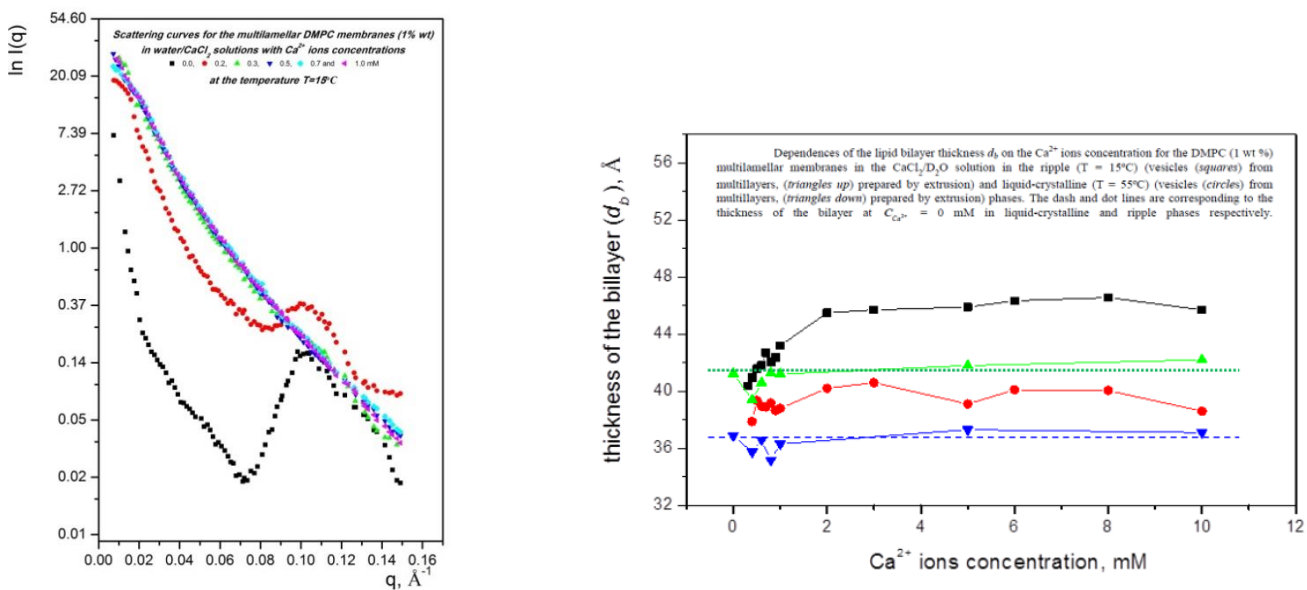 54.60
20.09
7.39
2.72
1.00
0.37
0.14
0.05
0.02
0.01
ln I(q)
Scattering curves for the multilamellar DMPC membranes (1% wt)
in water/CaCl2 solutions with Ca2+ ions concentrations
0.0, 0.2, 0.3, 0.5, 0.7 and 1.0 mM
at the temperature T=15°C
0.00 0.02 0.04 0.06 0.08 0.10 0.12 0.14 0.16
q, Å-1
thickness of the billayer (db), Å
56
52
48
44
40
36
32
Dependences of the lipid bilayer thickness db on the Ca2+ ions concentration for the DMPC (1 wt %)
multilamellar membranes in the CaCl2/D2O solution in the ripple (T = 15°C) (vesicles (squares) from
multilayers, (triangles up) prepared by extrusion) and liquid-crystalline (T = 55°C) (vesicles (circles) from
multilayers, (triangles down) prepared by extrusion) phases. The dash and dot lines are corresponding to the
thickness of the bilayer at CCa2+ = 0 mM in liquid-crystalline and ripple phases respectively.
0 2 4 6 8 10 12
Ca2+ ions concentration, mM